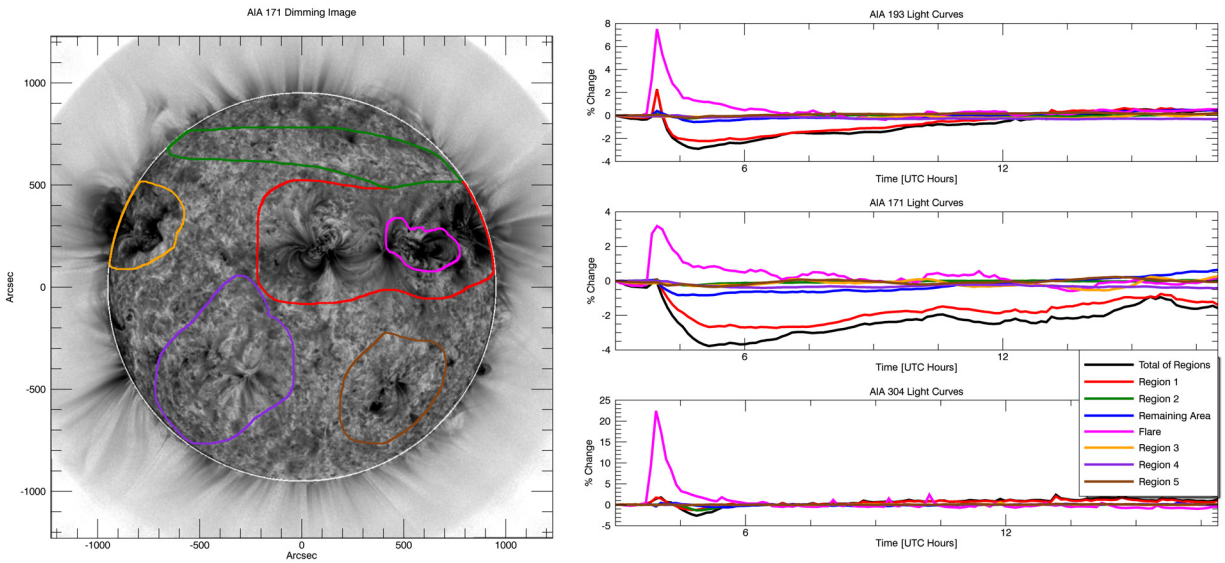 AIA 171 Dimming Image
1000
500
0
-500
-1000
Arcsec
-1000 -500 0 500 1000
Arcsec
AIA 193 Light Curves
8
6
4
2
0
-2
-4
% Change
6 12
Time [UTC Hours]
AIA 171 Light Curves
4
2
0
-2
-4
% Change
6 12
Time [UTC Hours]
AIA 304 Light Curves
25
20
15
10
5
0
-5
% Change
6 12
Time [UTC Hours]
Total of Regions
Region 1
Region 2
Remaining Area
Flare
Region 3
Region 4
Region 5